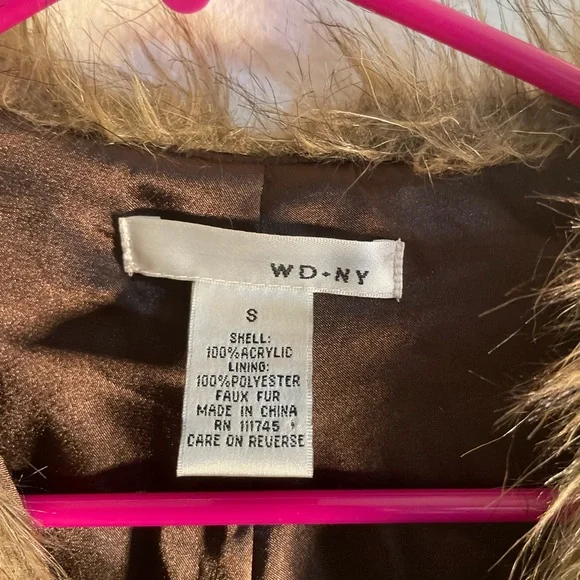 WD•NY
S
SHELL:
100%ACRYLIC
LINING:
100%POLYESTER
FAUX FUR
MADE IN CHINA
RN 111745
CARE ON REVERSE